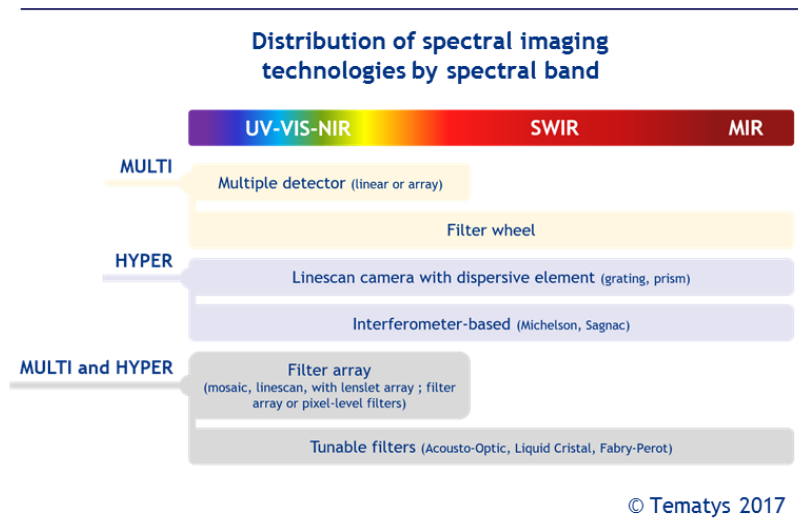 Distribution of spectral imaging
technologies by spectral band
UV-VIS-NIR SWIR MIR
MULTI
Multiple detector (linear or array)
Filter wheel
HYPER
Linescan camera with dispersive element (grating, prism)
Interferometer-based (Michelson, Sagnac)
MULTI and HYPER
Filter array
(mosaic, linescan, with lenslet array ; filter
array or pixel-level filters)
Tunable filters (Acousto-Optic, Liquid Cristal, Fabry-Perot)
© Tematys 2017